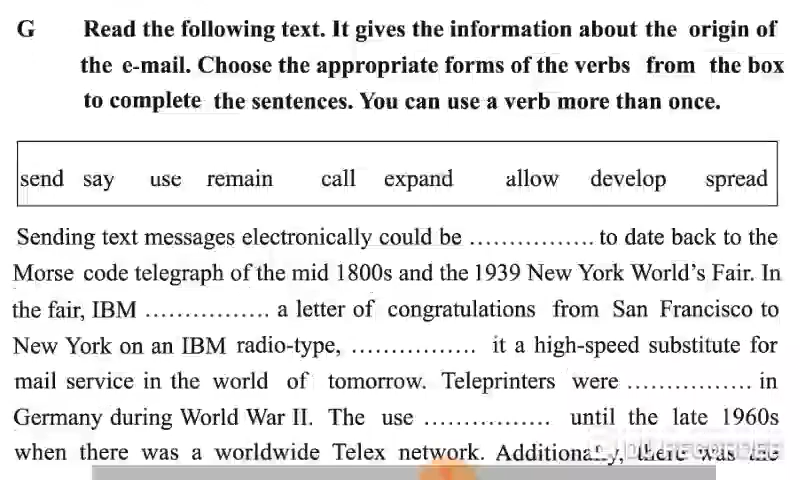 G Read the following text. It gives the information about the origin of
the e-mail. Choose the appropriate forms of the verbs from the box
to complete the sentences. You can use a verb more than once.
send say use remain call expand allow develop spread
Sending text messages electronically could be ................ to date back to the
Morse code telegraph of the mid 1800s and the 1939 New York World's Fair. In
the fair, IBM ................ a letter of congratulations from San Francisco to
New York on an IBM radio-type, ................ it a high-speed substitute for
mail service in the world of tomorrow. Teleprinters were ................ in
Germany during World War II. The use ................ until the late 1960s
when there was a worldwide Telex network. Additionally, there was the